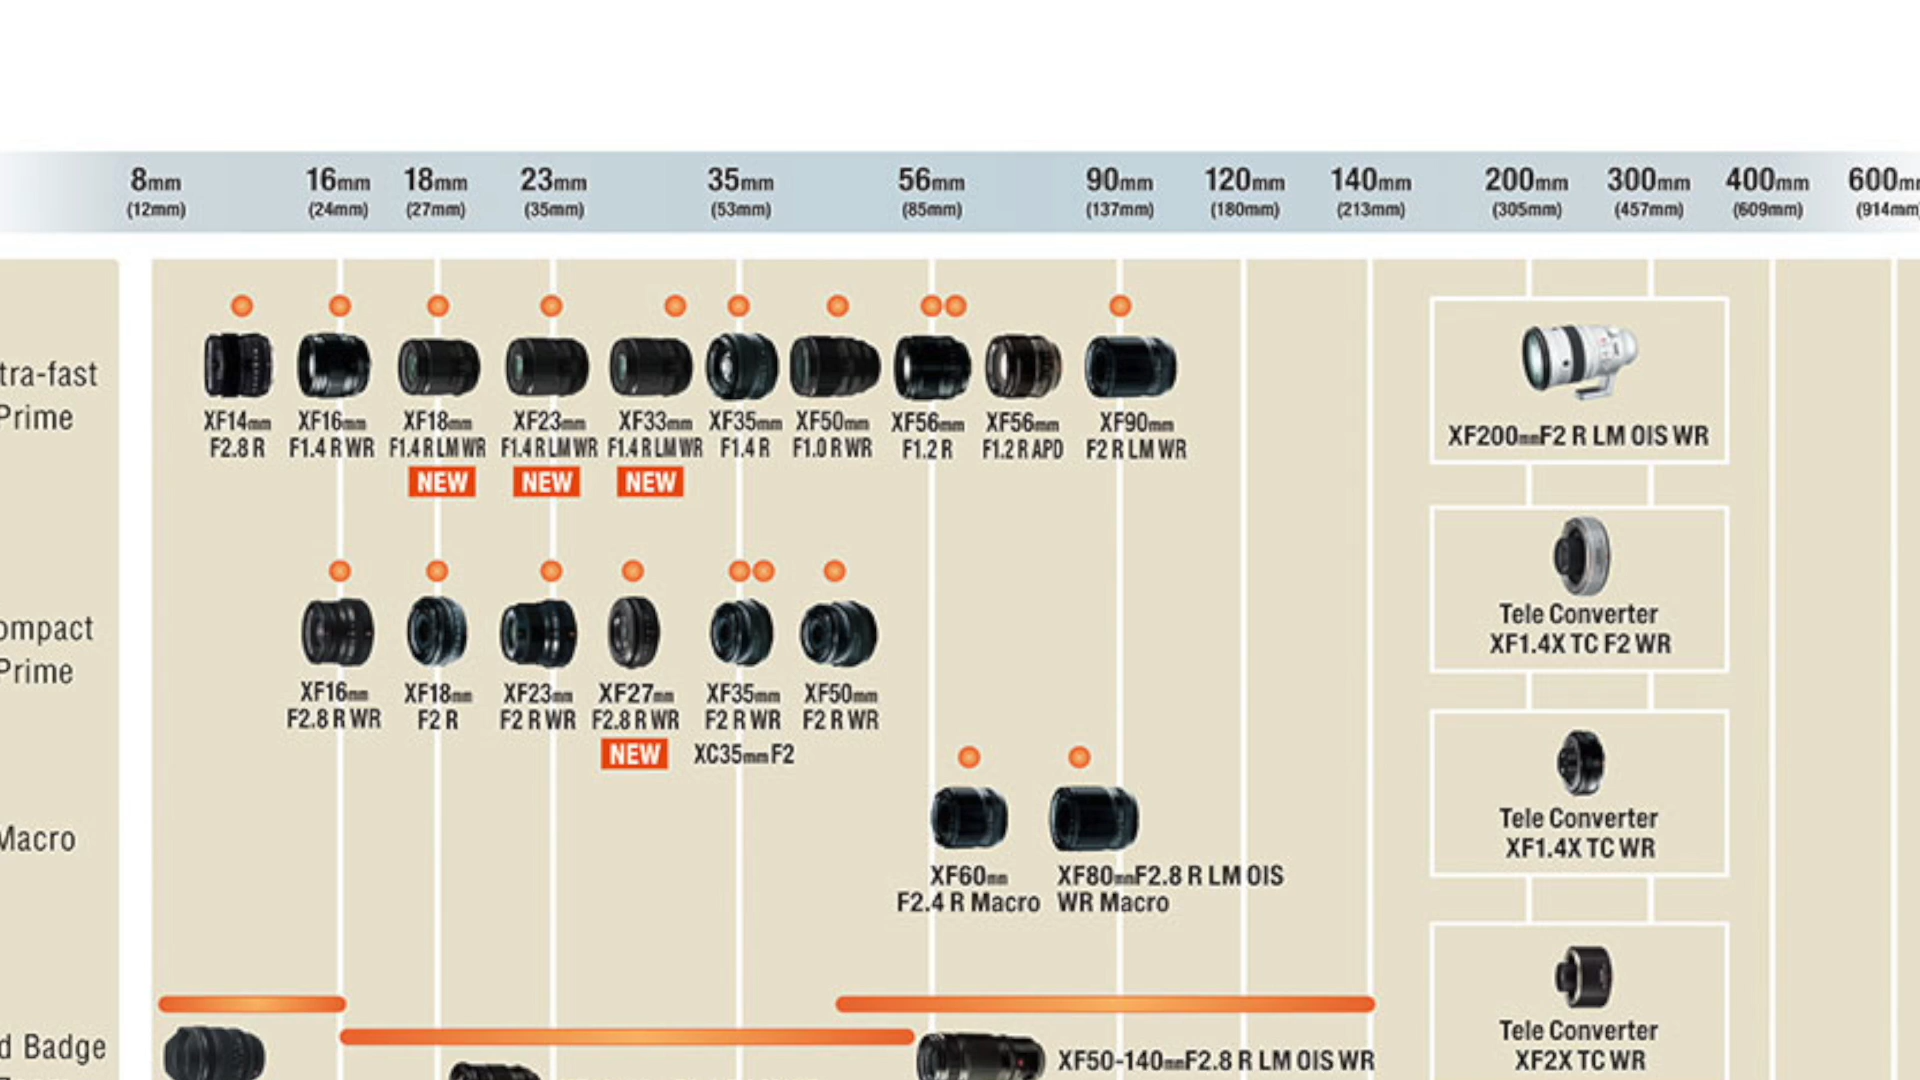 8mm 16mm 18mm 23mm 35mm 56mm 90mm 120mm 140mm 200mm 300mm 400mm 600m
(12mm) (24mm) (27mm) (35mm) (53mm) (85mm) (137mm) (180mm) (213mm) (305mm) (457mm) (609mm) (914mm)
tra-fast
Prime
XF14mm XF16mm XF18mm XF23mm XF33mm XF35mm XF50mm XF56mm XF56mm XF90mm
F2.8 R F1.4 R WR F1.4 R LM WR F1.4 R LM WR F1.4 R LM WR F1.4 R F1.0 R WR F1.2 R F1.2 R APD F2 R LM WR
NEW NEW NEW
XF200mmF2 R LM OIS WR
ompact
Prime
XF16mm XF18mm XF23mm XF27mm XF35mm XF50mm
F2.8 R WR F2 R F2 R WR F2.8 R WR F2 R WR F2 R WR
NEW XC35mmF2
Tele Converter
XF1.4X TC F2 WR
Macro
XF60mm XF80mmF2.8 R LM OIS
F2.4 R Macro WR Macro
Tele Converter
XF1.4X TC WR
d Badge
XF50-140mmF2.8 R LM OIS WR
Tele Converter
XF2X TC WR